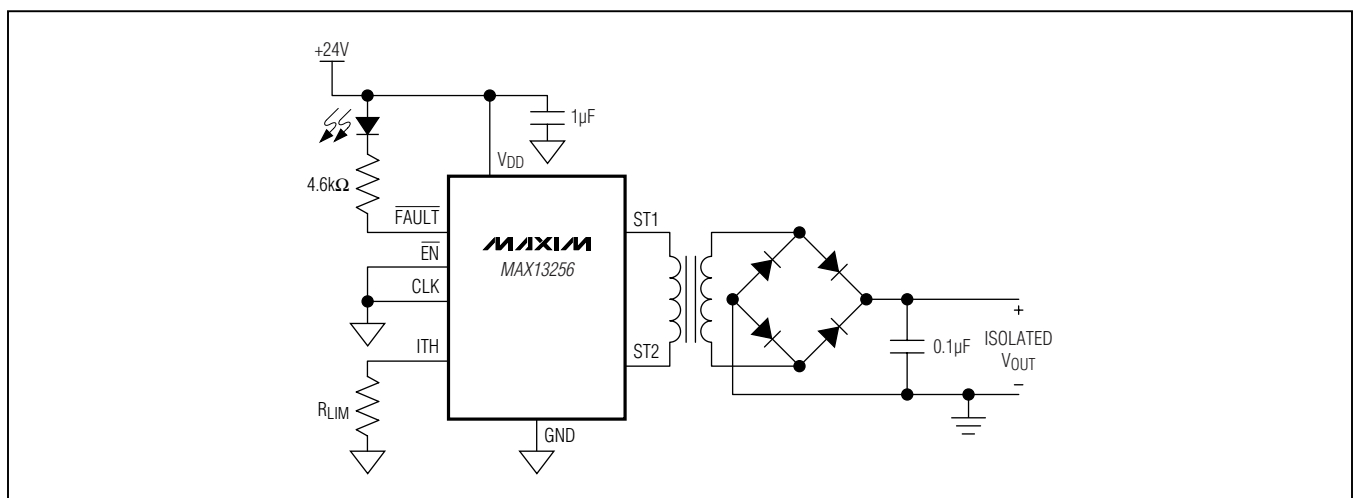 +24V
1µF
VDD
4.6kΩ
FAULT
ST1
EN
MAXIM
MAX13256
CLK
ITH
ST2
0.1µF
+
ISOLATED
VOUT
–
RLIM
GND